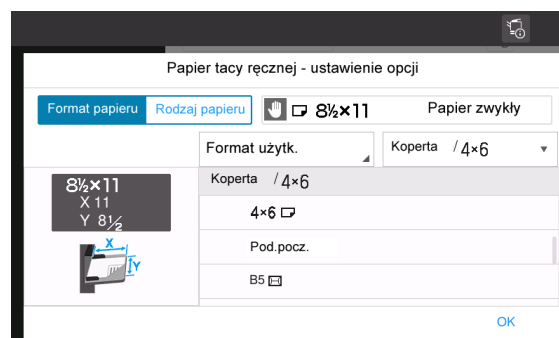 Papier tacy ręcznej - ustawienie opcji
Format papieru Rodzaj papieru 8½×11 Papier zwykły
Format użytk. Koperta /4×6
Koperta /4×6
8½×11
X 11
Y 8½
4×6
X
Y
Pod.pocz.
B5
OK